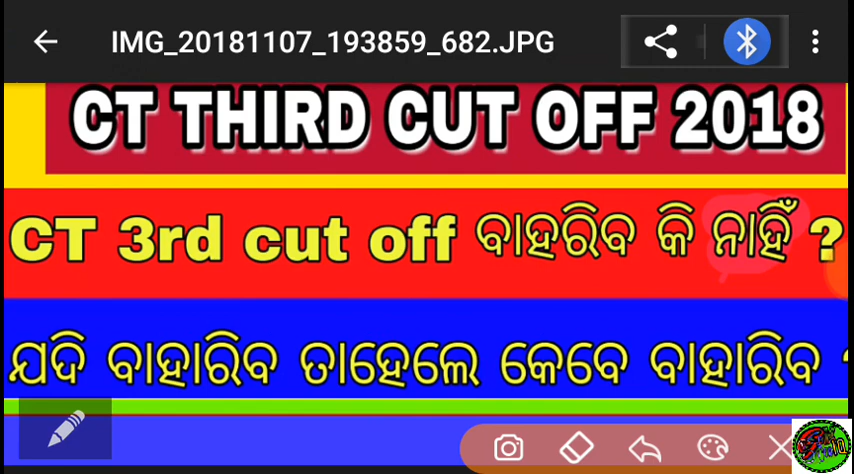 IMG_20181107_193859_682.JPG
CT THIRD CUT OFF 2018
CT 3rd cut off ବାହରିବ କି ନାହିଁ ?
ଯଦି ବାହାରିବ ତାହେଲେ କେବେ ବାହାରିବ ?